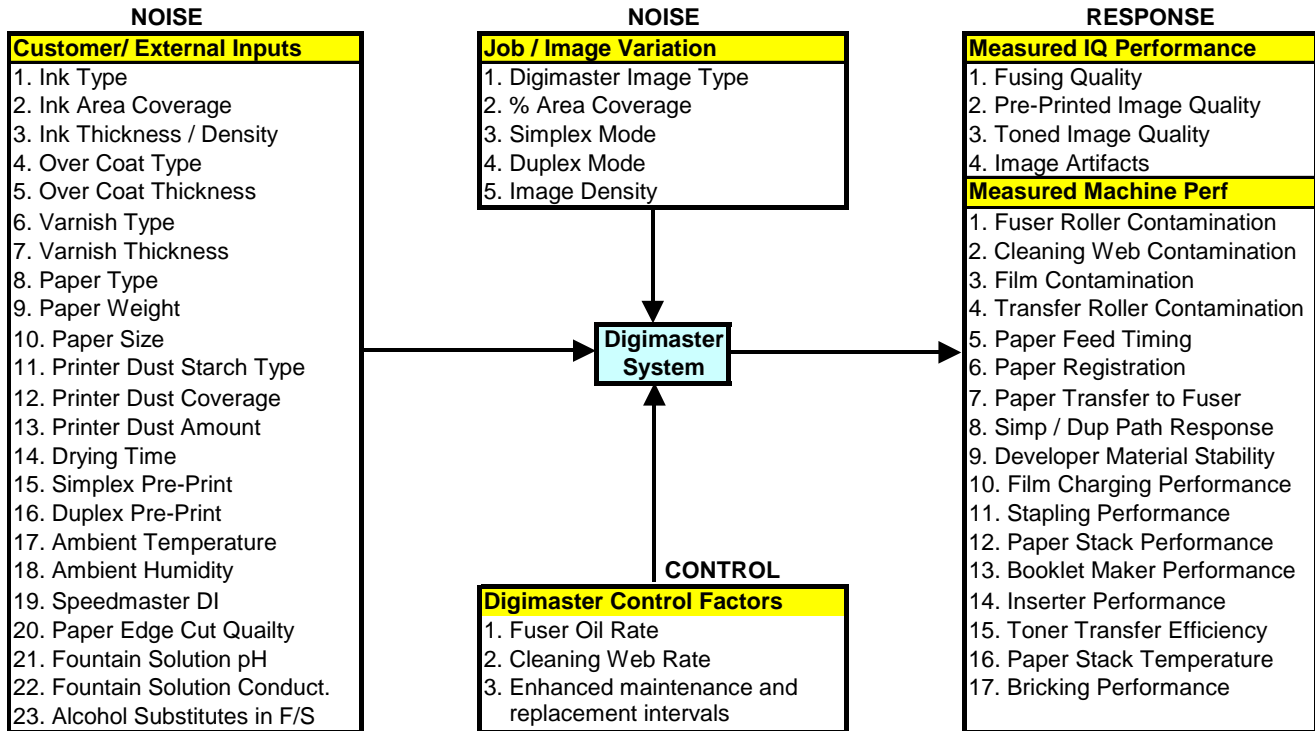 NOISE
Customer/ External Inputs
1. Ink Type
2. Ink Area Coverage
3. Ink Thickness / Density
4. Over Coat Type
5. Over Coat Thickness
6. Varnish Type
7. Varnish Thickness
8. Paper Type
9. Paper Weight
10. Paper Size
11. Printer Dust Starch Type
12. Printer Dust Coverage
13. Printer Dust Amount
14. Drying Time
15. Simplex Pre-Print
16. Duplex Pre-Print
17. Ambient Temperature
18. Ambient Humidity
19. Speedmaster DI
20. Paper Edge Cut Quailty
21. Fountain Solution pH
22. Fountain Solution Conduct.
23. Alcohol Substitutes in F/S
NOISE
Job / Image Variation
1. Digimaster Image Type
2. % Area Coverage
3. Simplex Mode
4. Duplex Mode
5. Image Density
Digimaster
System
CONTROL
Digimaster Control Factors
1. Fuser Oil Rate
2. Cleaning Web Rate
3. Enhanced maintenance and
replacement intervals
RESPONSE
Measured IQ Performance
1. Fusing Quality
2. Pre-Printed Image Quality
3. Toned Image Quality
4. Image Artifacts
Measured Machine Perf
1. Fuser Roller Contamination
2. Cleaning Web Contamination
3. Film Contamination
4. Transfer Roller Contamination
5. Paper Feed Timing
6. Paper Registration
7. Paper Transfer to Fuser
8. Simp / Dup Path Response
9. Developer Material Stability
10. Film Charging Performance
11. Stapling Performance
12. Paper Stack Performance
13. Booklet Maker Performance
14. Inserter Performance
15. Toner Transfer Efficiency
16. Paper Stack Temperature
17. Bricking Performance